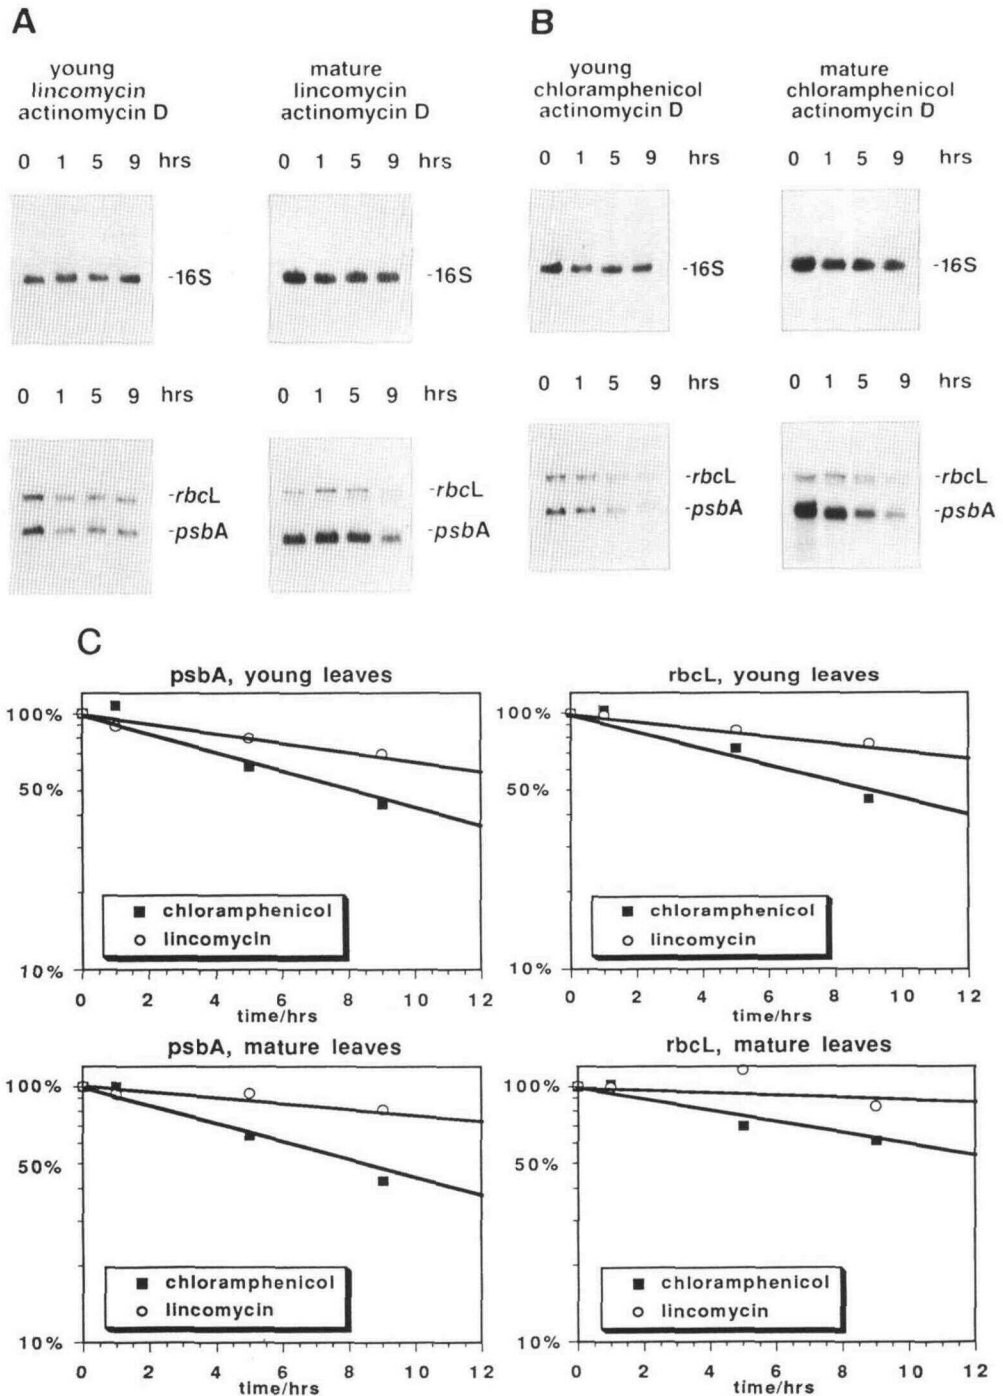 A
B
young
lincomycin
actinomycin D
mature
lincomycin
actinomycin D
young
chloramphenicol
actinomycin D
mature
chloramphenicol
actinomycin D
0 1 5 9 hrs
0 1 5 9 hrs
0 1 5 9 hrs
0 1 5 9 hrs
-16S
-16S
-16S
-16S
0 1 5 9 hrs
0 1 5 9 hrs
0 1 5 9 hrs
0 1 5 9 hrs
-rbcL
-psbA
-rbcL
-psbA
-rbcL
-psbA
-rbcL
-psbA
C
psbA, young leaves
100%
50%
10%
chloramphenicol
lincomycin
0 2 4 6 8 10 12
time/hrs
rbcL, young leaves
100%
50%
10%
chloramphenicol
lincomycin
0 2 4 6 8 10 12
time/hrs
psbA, mature leaves
100%
50%
10%
chloramphenicol
lincomycin
0 2 4 6 8 10 12
time/hrs
rbcL, mature leaves
100%
50%
10%
chloramphenicol
lincomycin
0 2 4 6 8 10 12
time/hrs